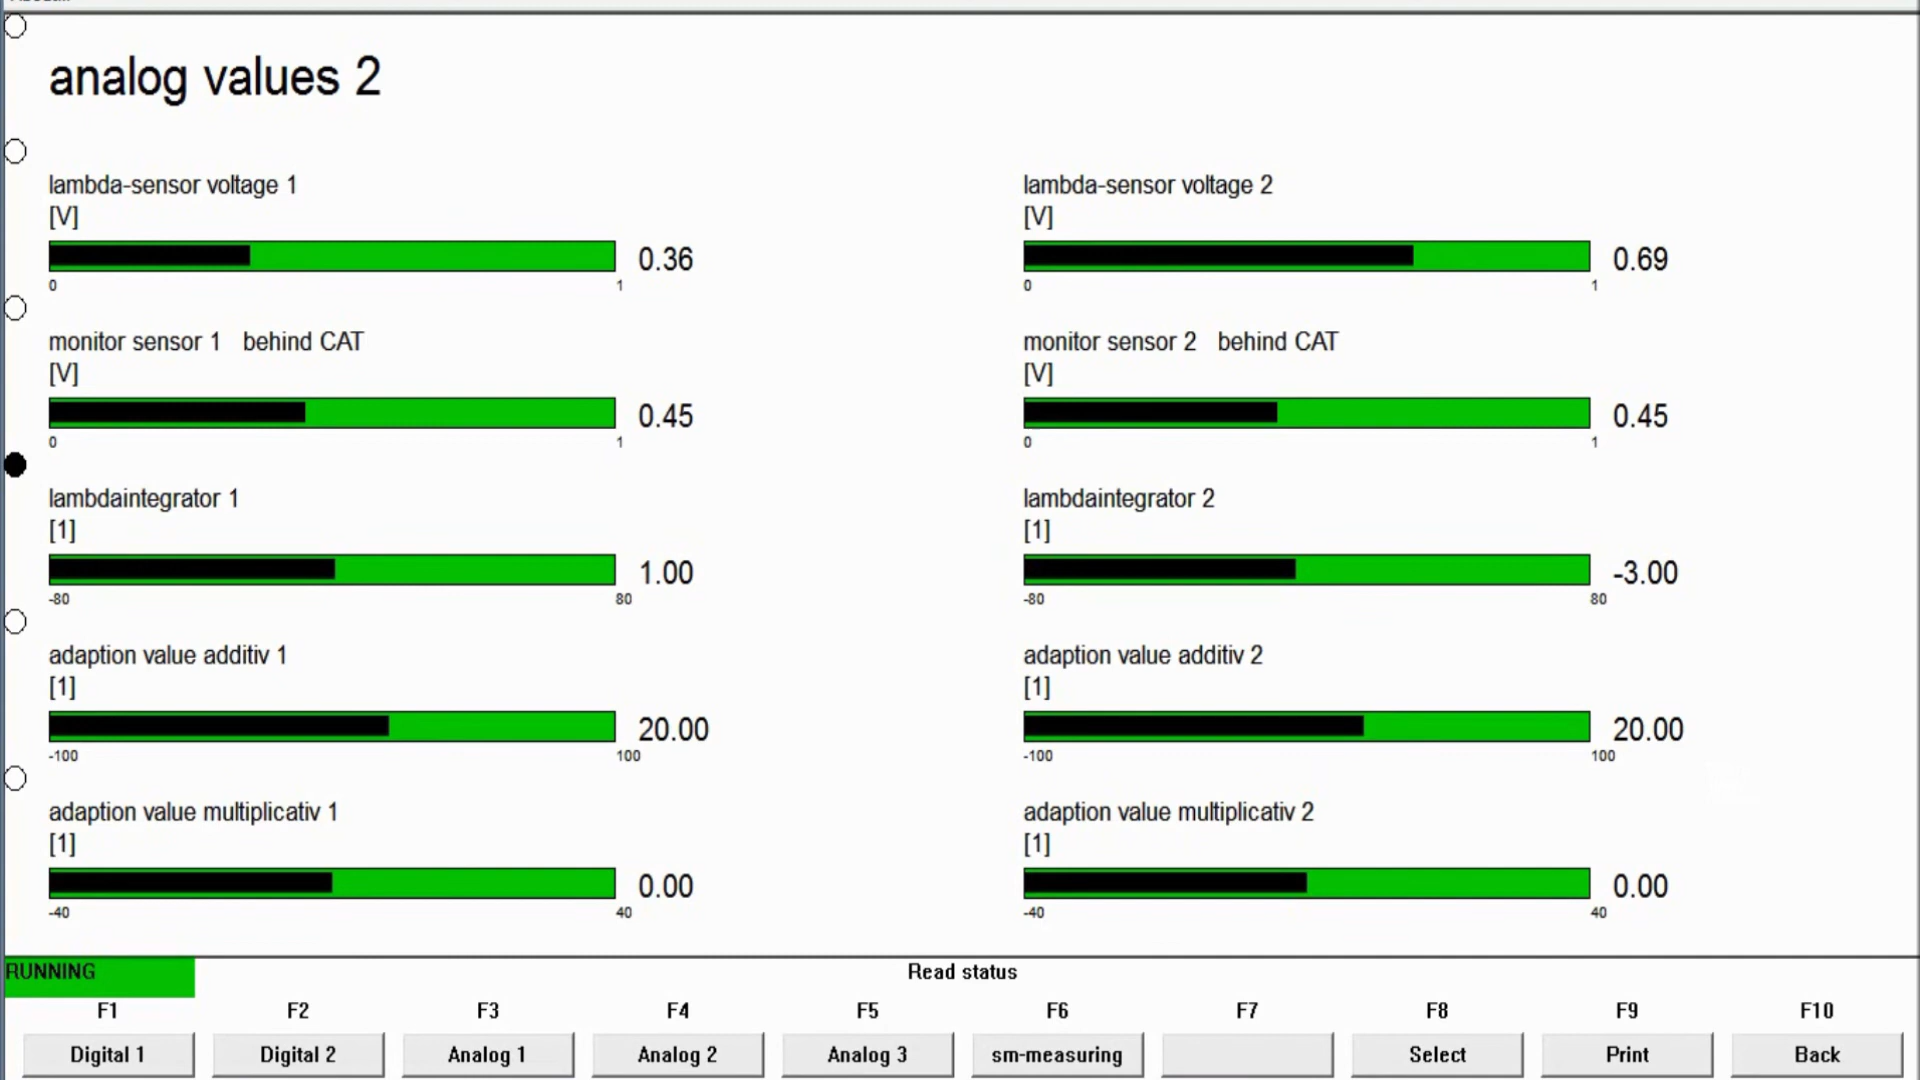 analog values 2
lambda-sensor voltage 1
[V]
0.36
0 1
lambda-sensor voltage 2
[V]
0.69
0 1
monitor sensor 1 behind CAT
[V]
0.45
0 1
monitor sensor 2 behind CAT
[V]
0.45
0 1
lambdaintegrator 1
[1]
1.00
-80 80
lambdaintegrator 2
[1]
-3.00
-80 80
adaption value additiv 1
[1]
20.00
-100 100
adaption value additiv 2
[1]
20.00
-100 100
adaption value multiplicativ 1
[1]
0.00
-40 40
adaption value multiplicativ 2
[1]
0.00
-40 40
RUNNING
Read status
F1 F2 F3 F4 F5 F6 F7 F8 F9 F10
Digital 1 Digital 2 Analog 1 Analog 2 Analog 3 sm-measuring Select Print Back